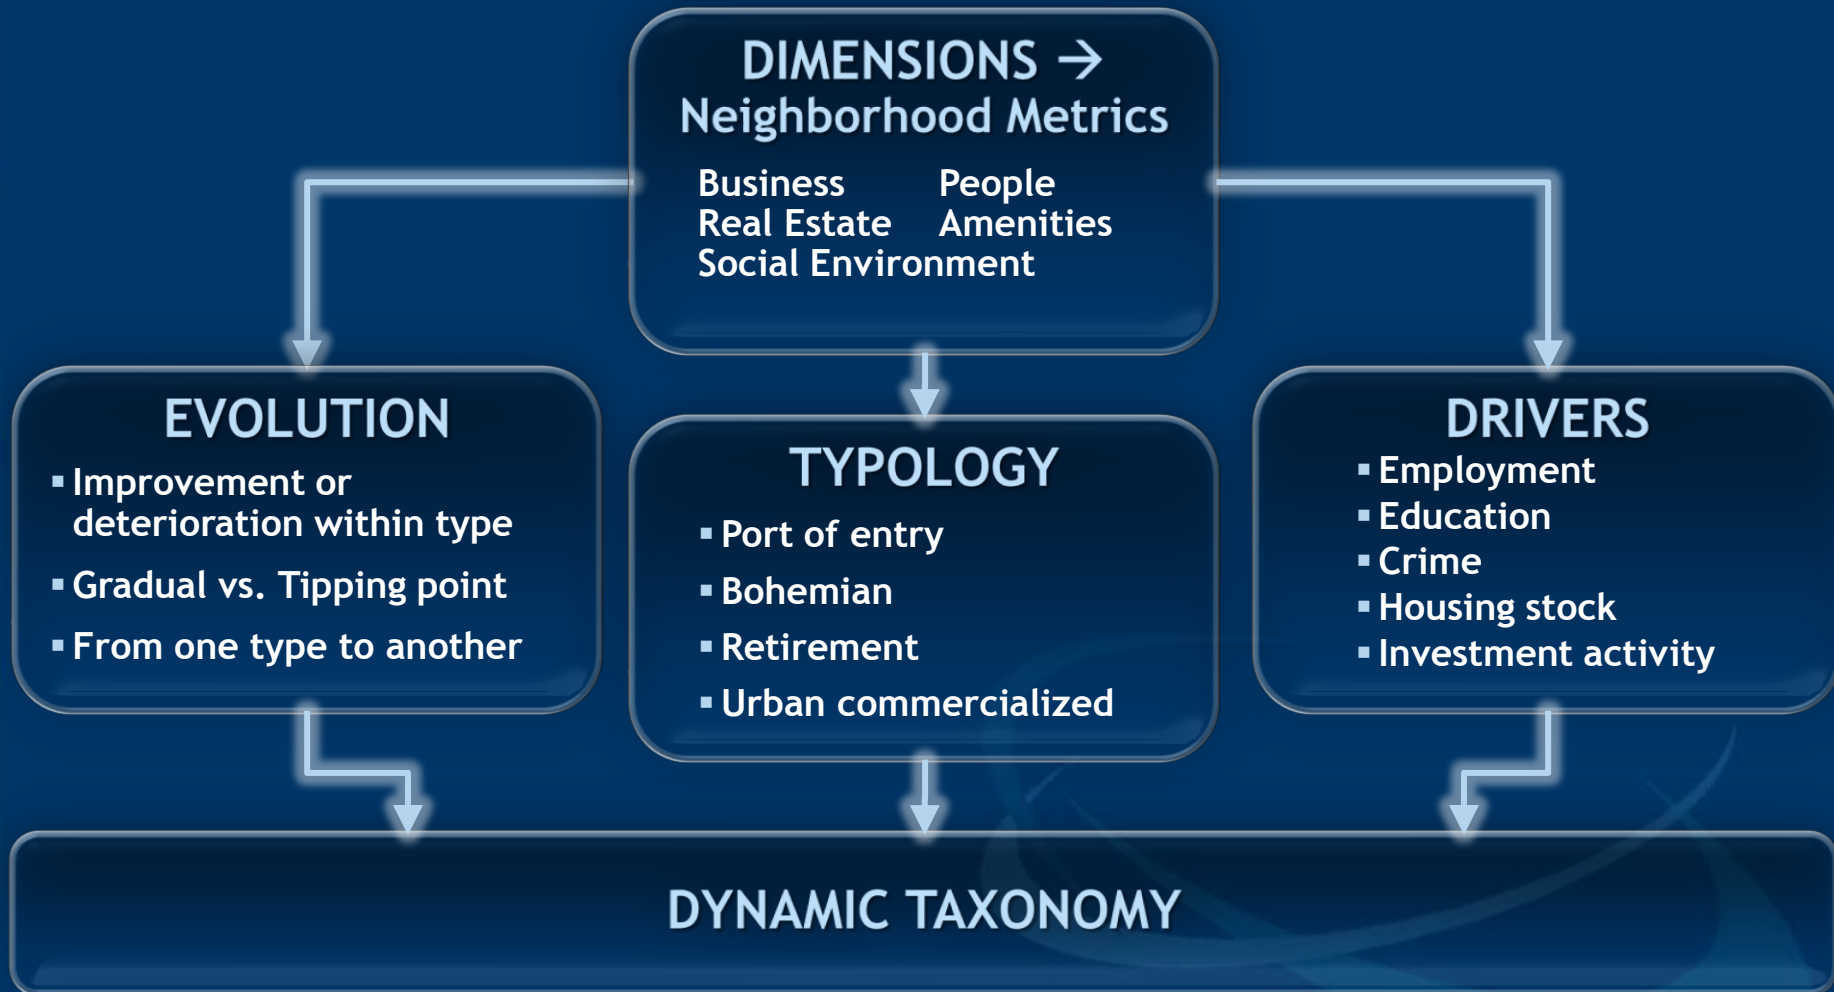 DIMENSIONS →
Neighborhood Metrics
Business People
Real Estate Amenities
Social Environment
EVOLUTION
▪ Improvement or
deterioration within type
▪ Gradual vs. Tipping point
▪ From one type to another
TYPOLOGY
▪ Port of entry
▪ Bohemian
▪ Retirement
▪ Urban commercialized
DRIVERS
▪ Employment
▪ Education
▪ Crime
▪ Housing stock
▪ Investment activity
DYNAMIC TAXONOMY